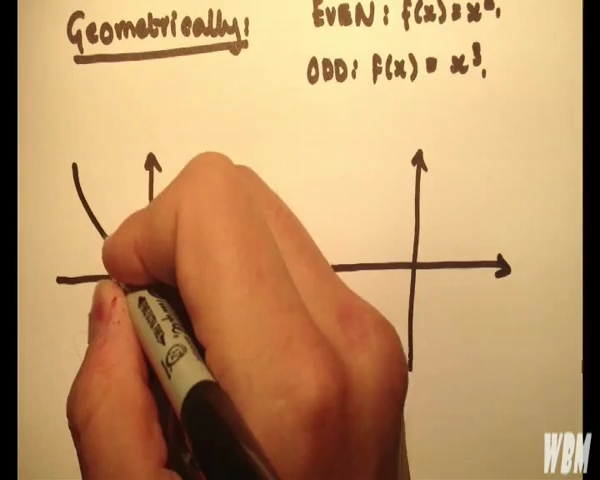 Geometrically:
EVEN: f(x) = x².
ODD: f(x) = x³.
WBM